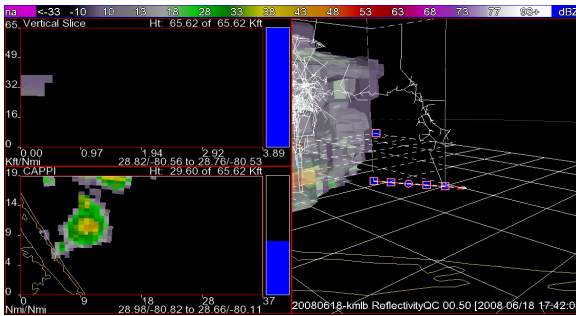 na <-33 -10 10 13 18 28 33 38 43 48 53 63 68 73 77 93+ dBZ
65. Vertical Slice Ht: 65.62 of 65.62 Kft
49.
32.
16.
0.00 0.97 1.94 2.92 3.89
Kft/Nmi 28.82/-80.56 to 28.76/-80.53
19. CAPPI Ht: 29.60 of 65.62 Kft
14
9
4
0 9 18 27 37
Nmi/Nmi 28.98/-80.82 to 28.66/-80.11
20080618-kmlb ReflectivityQC 00.50 [2008/06/18 17:42:0